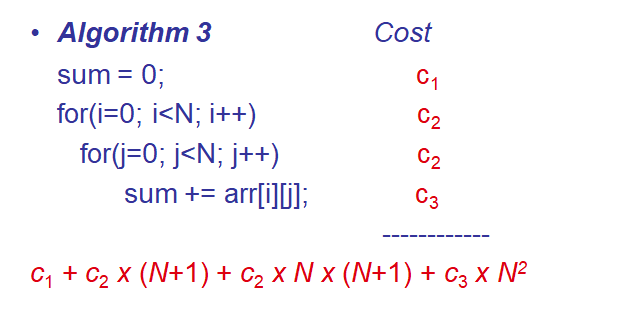 • Algorithm 3 Cost
sum = 0; c₁
for(i=0; i<N; i++) c₂
for(j=0; j<N; j++) c₂
sum += arr[i][j]; c₃
------------
c₁ + c₂ x (N+1) + c₂ x N x (N+1) + c₃ x N²